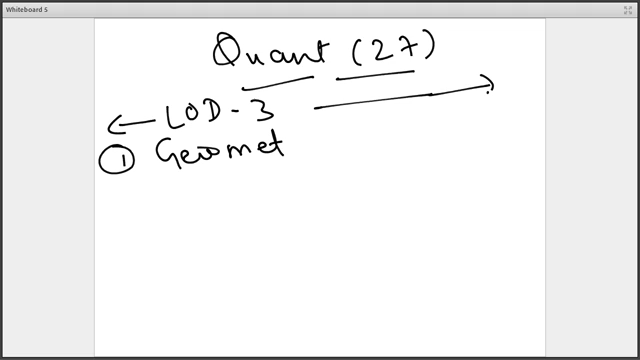 Whiteboard 5
Quant (27)
← LOD - 3 →
① Geomet